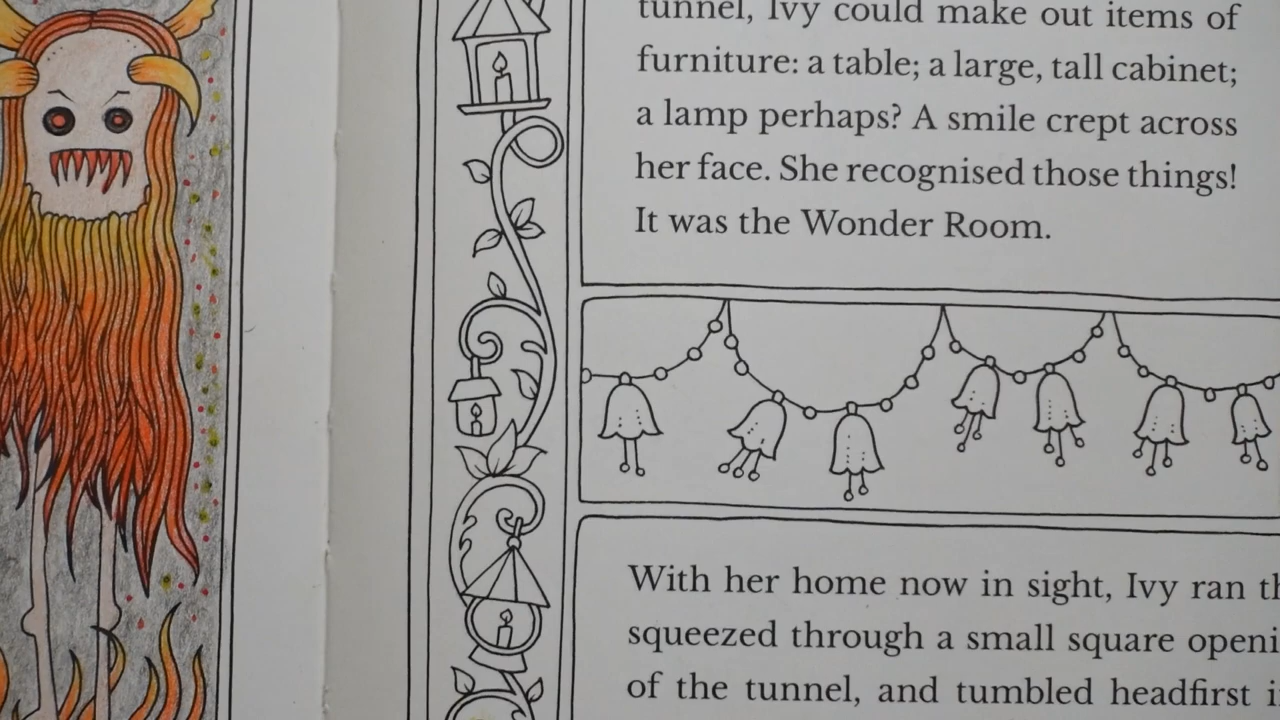 tunnel, Ivy could make out items of
furniture: a table; a large, tall cabinet;
a lamp perhaps? A smile crept across
her face. She recognised those things!
It was the Wonder Room.
With her home now in sight, Ivy ran
squeezed through a small square
of the tunnel, and tumbled headfirst